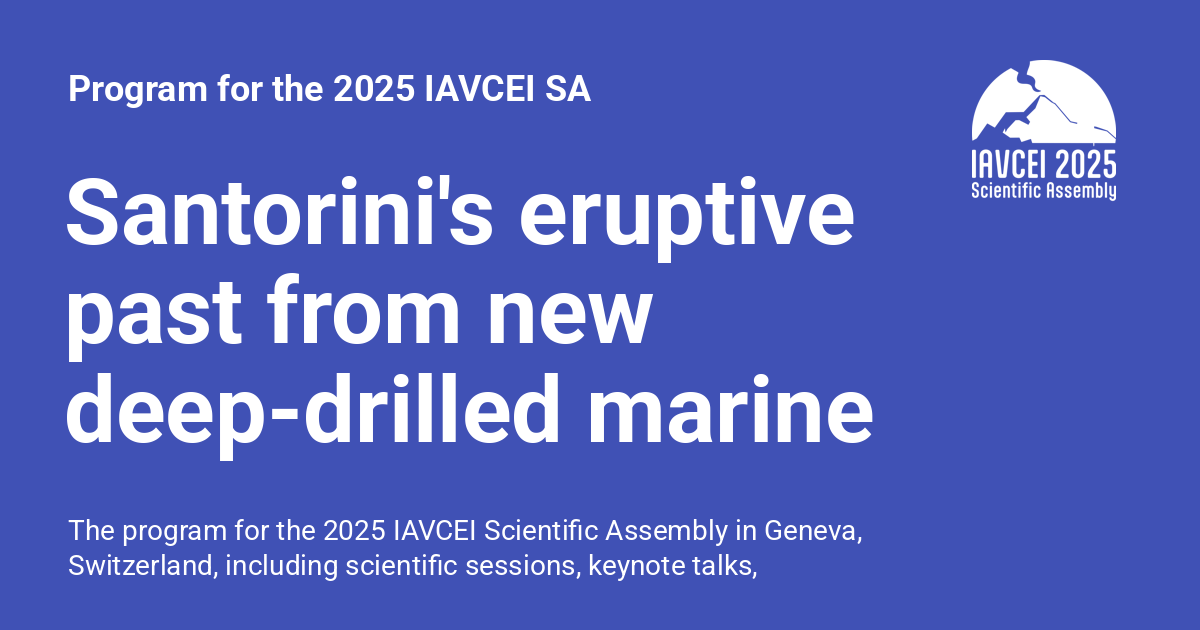 Program for the 2025 IAVCEI SA
IAVCEI 2025
Scientific Assembly
Santorini's eruptive
past from new
deep-drilled marine
The program for the 2025 IAVCEI Scientific Assembly in Geneva,
Switzerland, including scientific sessions, keynote talks,